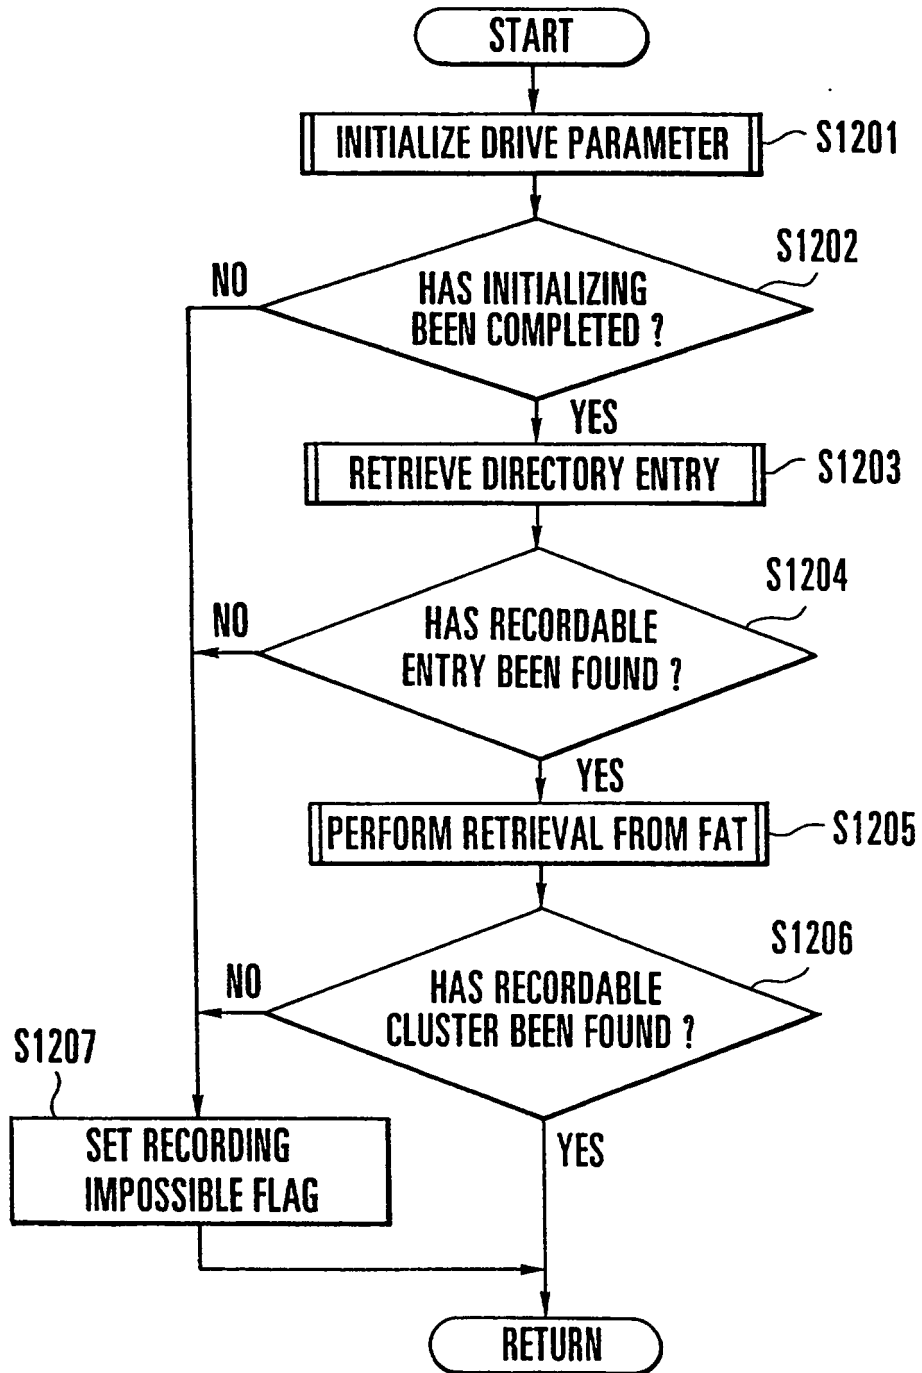 START
INITIALIZE DRIVE PARAMETER
S1201
S1202
NO
HAS INITIALIZING
BEEN COMPLETED ?
YES
RETRIEVE DIRECTORY ENTRY
S1203
S1204
NO
HAS RECORDABLE
ENTRY BEEN FOUND ?
YES
PERFORM RETRIEVAL FROM FAT
S1205
S1206
NO
HAS RECORDABLE
CLUSTER BEEN FOUND ?
S1207
YES
SET RECORDING
IMPOSSIBLE FLAG
RETURN